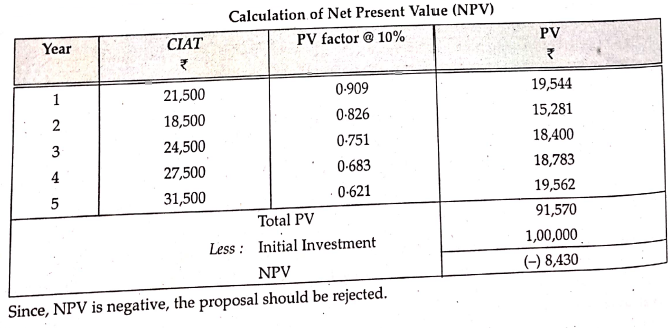 Calculation of Net Present Value (NPV)
Year CIAT ₹ PV factor @ 10% PV ₹
1 21,500 0·909 19,544
2 18,500 0·826 15,281
3 24,500 0·751 18,400
4 27,500 0·683 18,783
5 31,500 0·621 19,562
Total PV 91,570
Less : Initial Investment 1,00,000
NPV (–) 8,430
Since, NPV is negative, the proposal should be rejected.